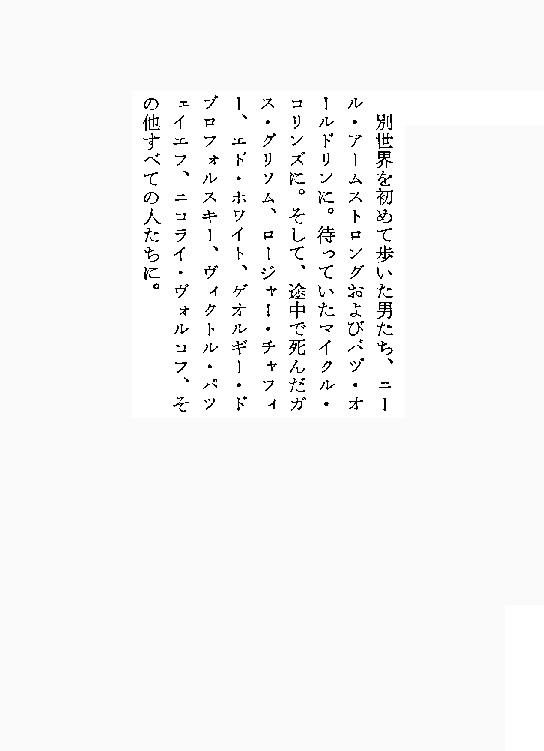 別世界を初めて歩いた男たち、ニー
ル・アームストロングおよびバヅ・オ
ールドリンに。待っていたマイクル・
コリンズに。そして、途中で死んだガ
ス・グリソム、ロージャー・チャフィ
ー、エド・ホワイト、ゲオルギー・ド
ブロフォルスキー、ヴィクトル・パツ
ェイエフ、ニコライ・ヴォルコフ、そ
の他すべての人たちに。